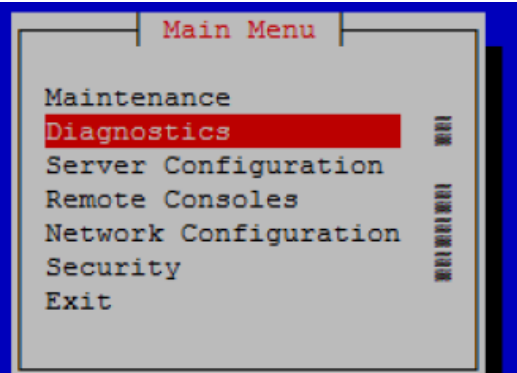 Main Menu
Maintenance
Diagnostics
Server Configuration
Remote Consoles
Network Configuration
Security
Exit